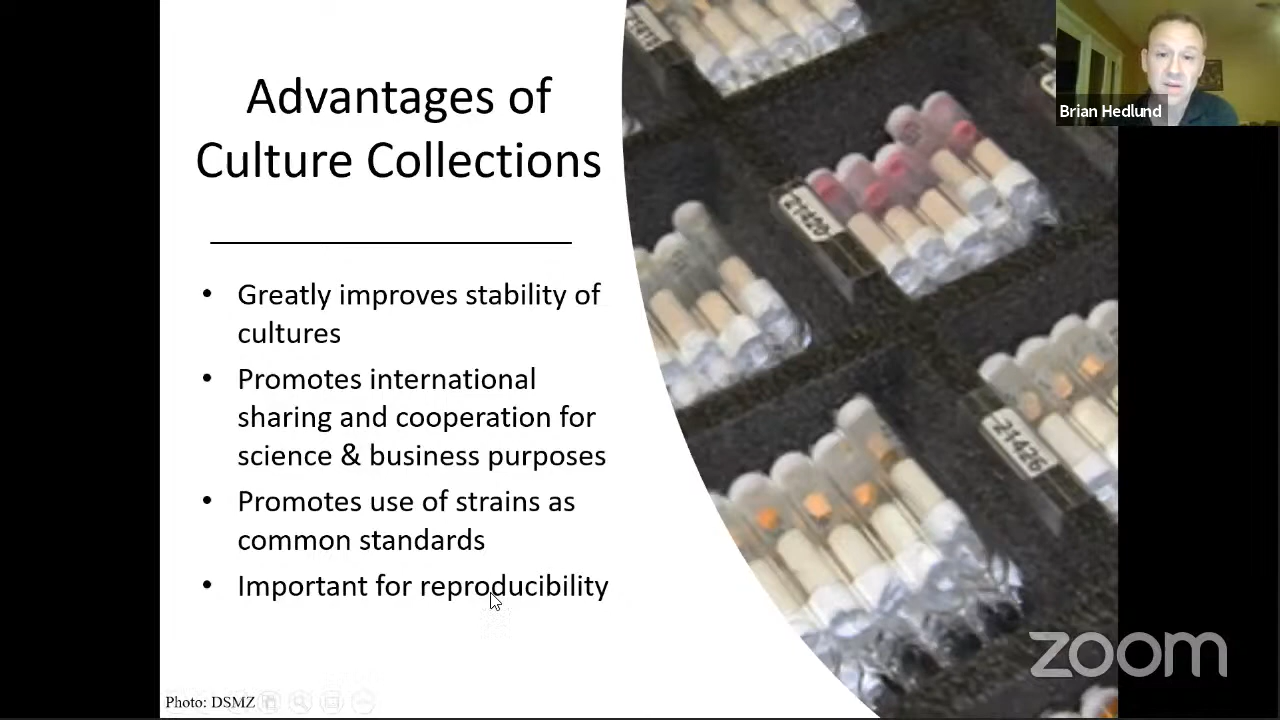 Advantages of
Culture Collections
• Greatly improves stability of
cultures
• Promotes international
sharing and cooperation for
science & business purposes
• Promotes use of strains as
common standards
• Important for reproducibility
Photo: DSMZ
21420
21426
Brian Hedlund
zoom